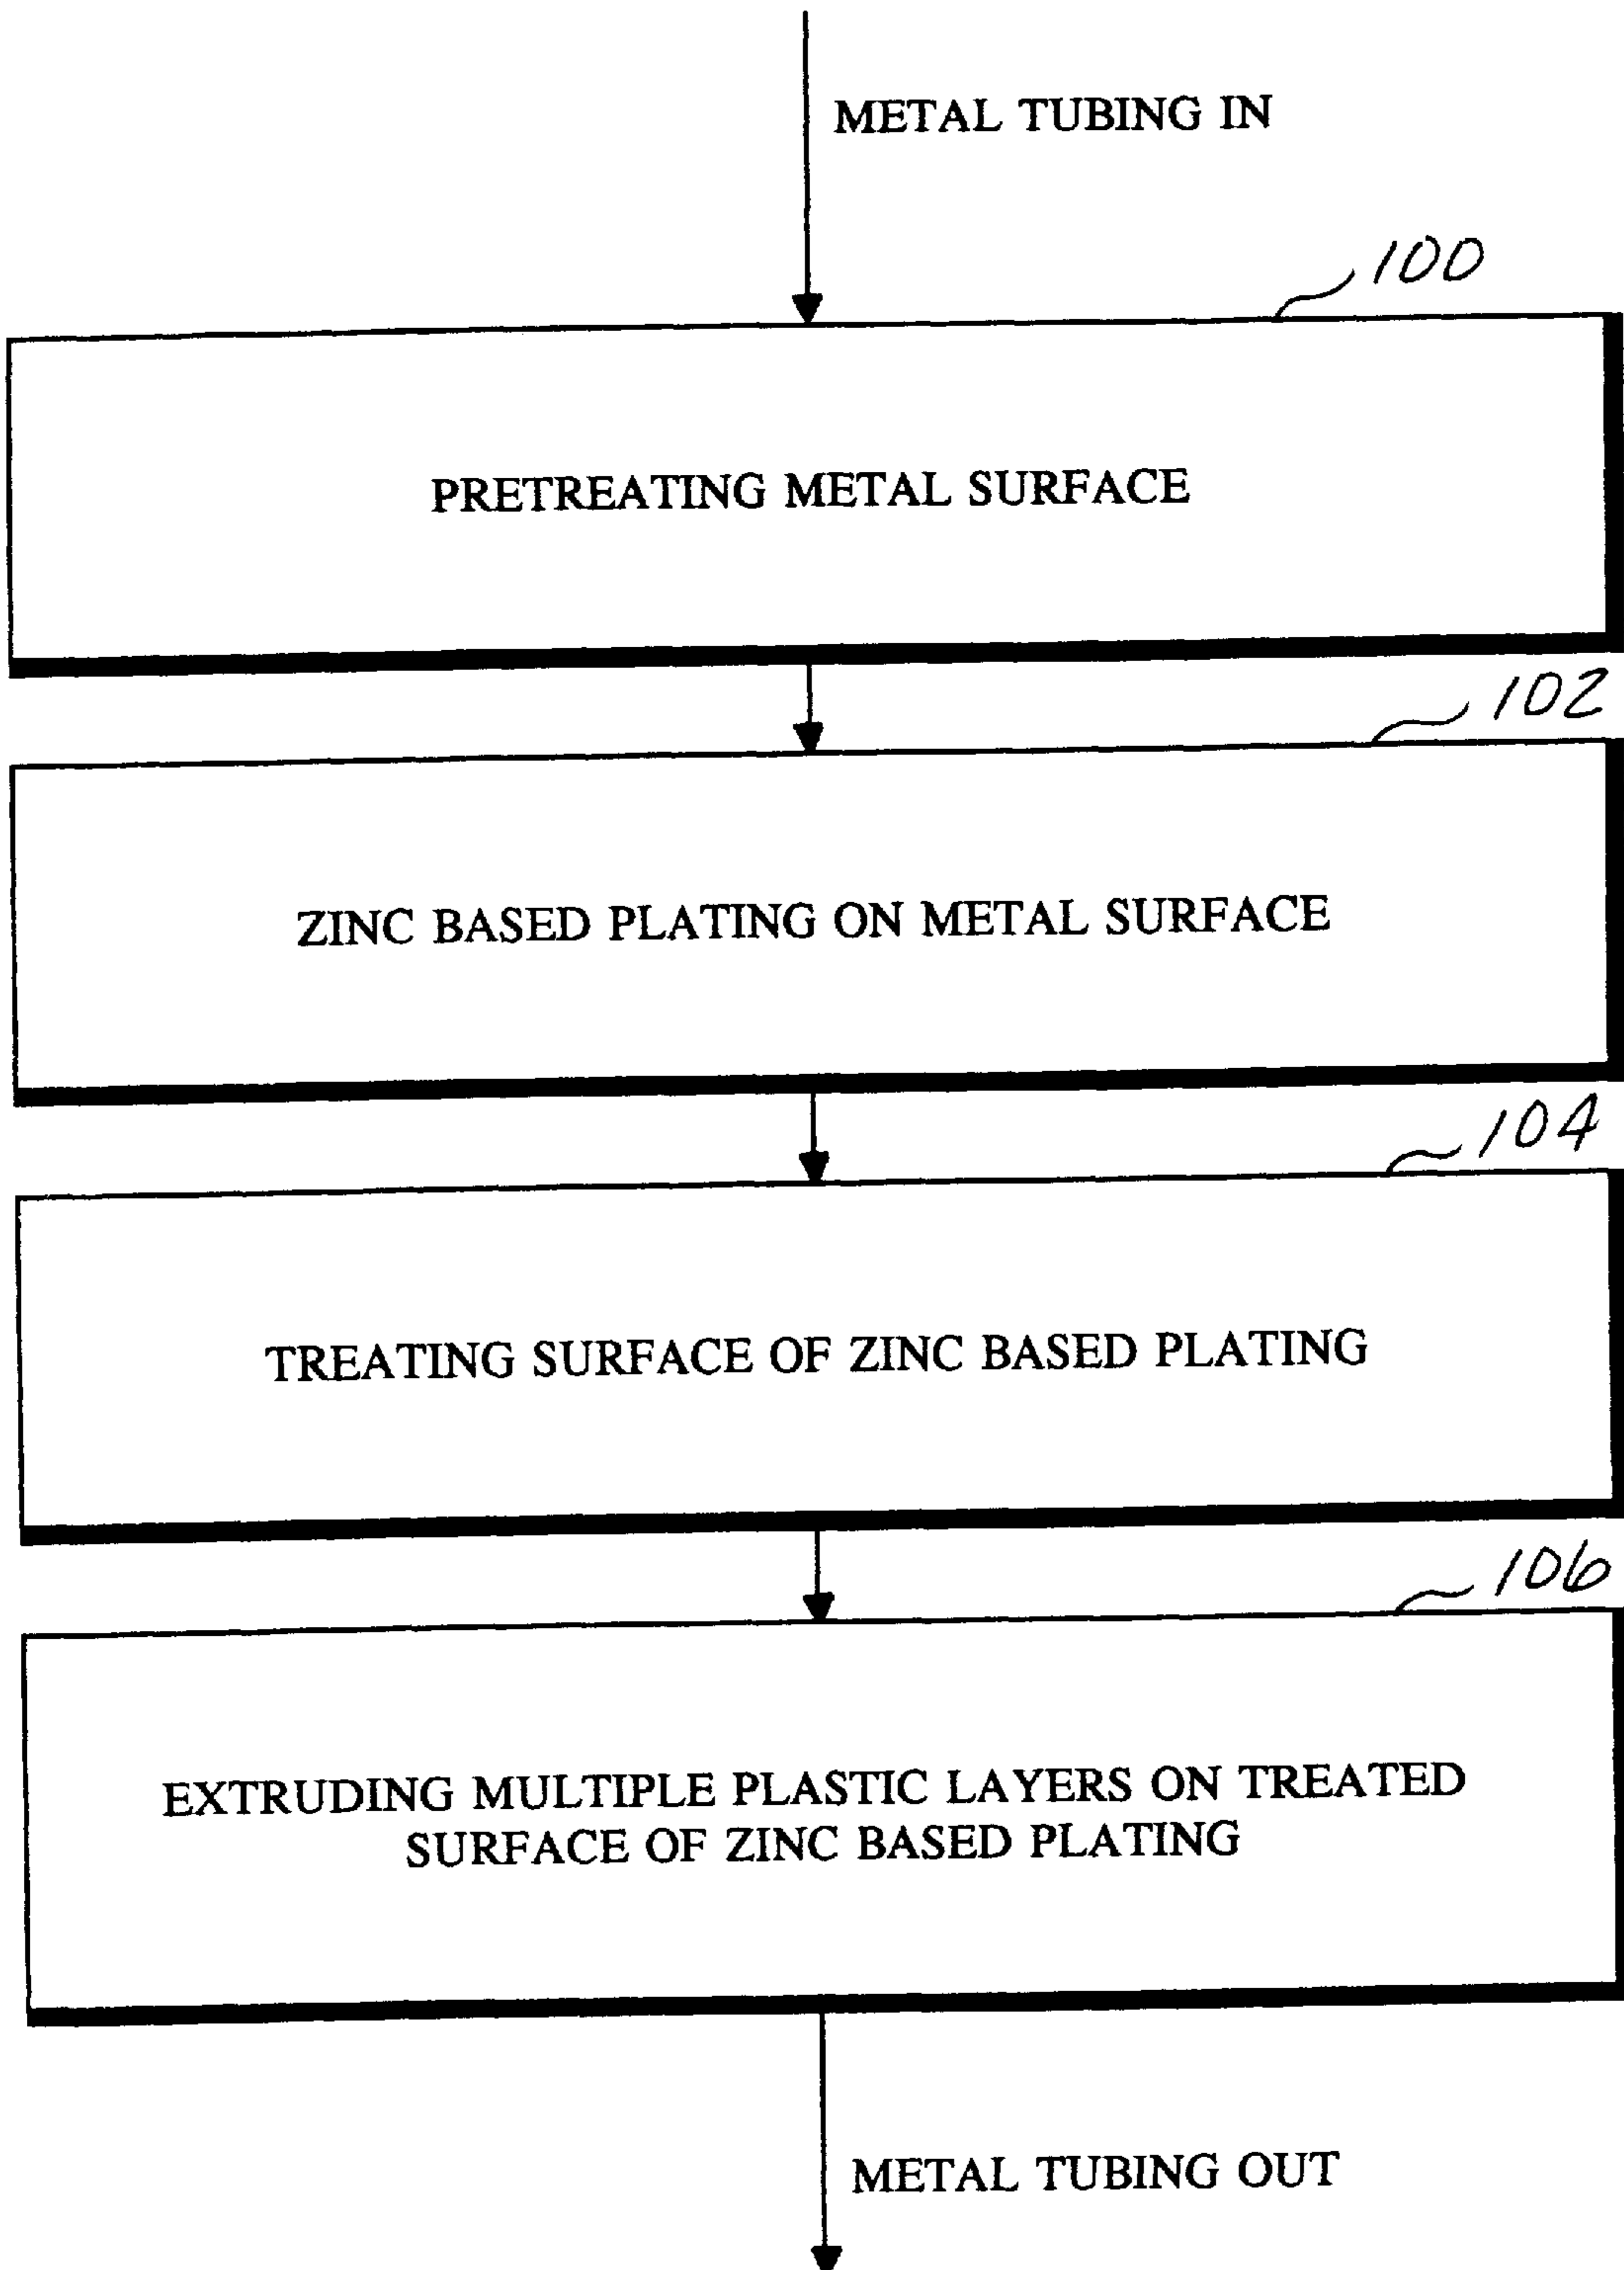 METAL TUBING IN
100
PRETREATING METAL SURFACE
102
ZINC BASED PLATING ON METAL SURFACE
104
TREATING SURFACE OF ZINC BASED PLATING
106
EXTRUDING MULTIPLE PLASTIC LAYERS ON TREATED
SURFACE OF ZINC BASED PLATING
METAL TUBING OUT